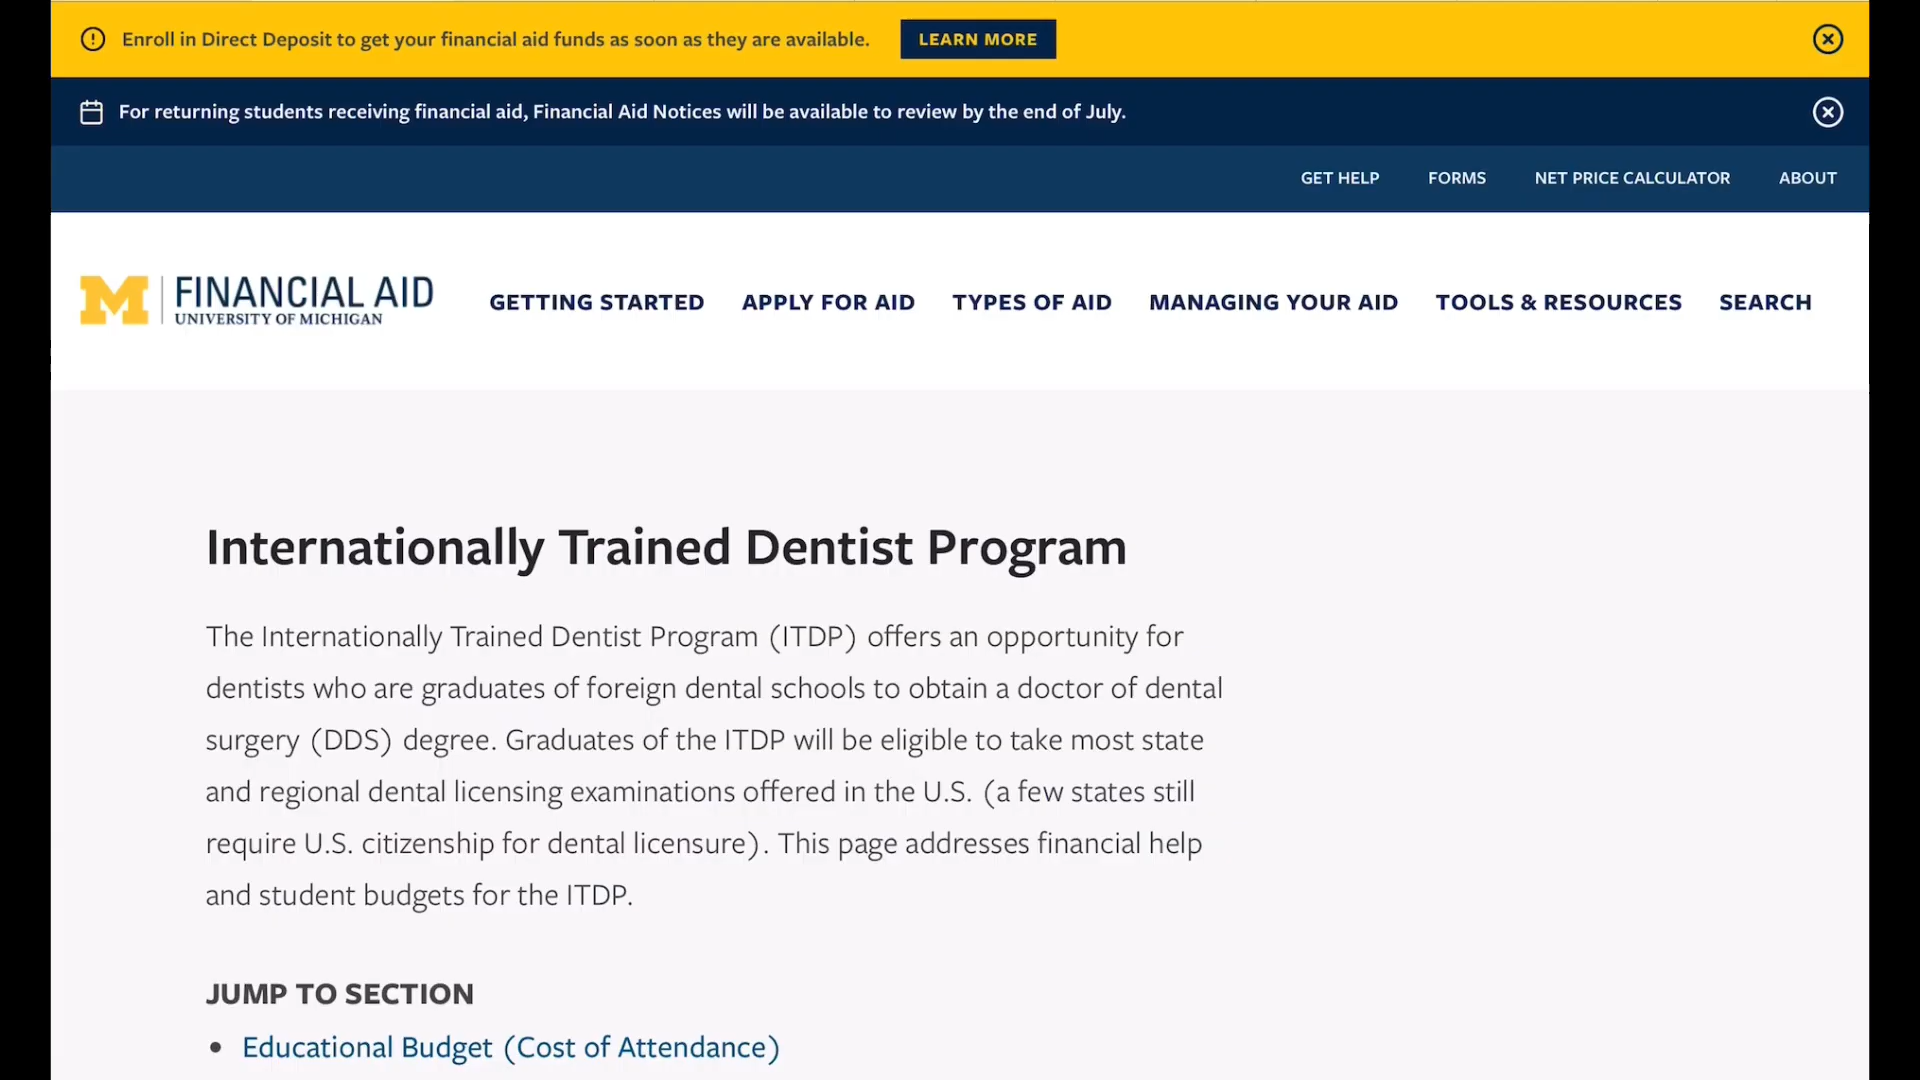 Enroll in Direct Deposit to get your financial aid funds as soon as they are available.
LEARN MORE
For returning students receiving financial aid, Financial Aid Notices will be available to review by the end of July.
GET HELP FORMS NET PRICE CALCULATOR ABOUT
M FINANCIAL AID
UNIVERSITY OF MICHIGAN
GETTING STARTED APPLY FOR AID TYPES OF AID MANAGING YOUR AID TOOLS & RESOURCES SEARCH
Internationally Trained Dentist Program
The Internationally Trained Dentist Program (ITDP) offers an opportunity for
dentists who are graduates of foreign dental schools to obtain a doctor of dental
surgery (DDS) degree. Graduates of the ITDP will be eligible to take most state
and regional dental licensing examinations offered in the U.S. (a few states still
require U.S. citizenship for dental licensure). This page addresses financial help
and student budgets for the ITDP.
JUMP TO SECTION
• Educational Budget (Cost of Attendance)